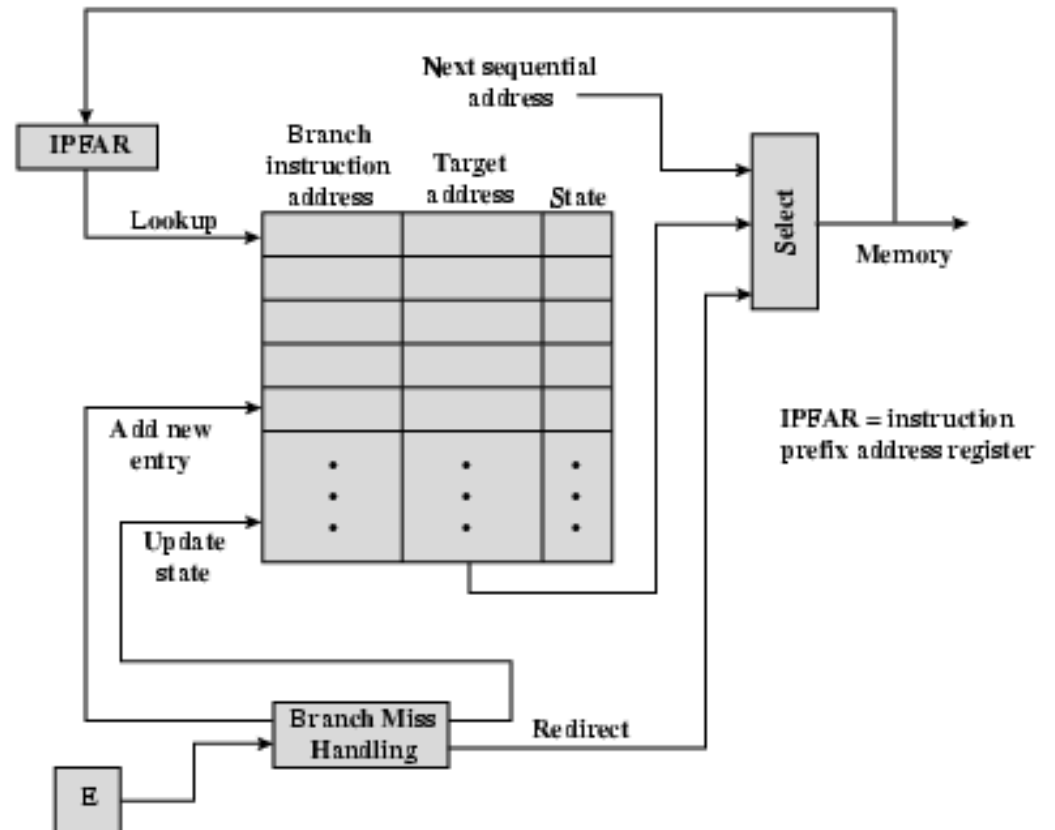 Next sequential
address
IPFAR
Branch
instruction
address
Target
address
State
Lookup
Select
Memory
Add new
entry
IPFAR = instruction
prefix address register
Update
state
Branch Miss
Handling
Redirect
E